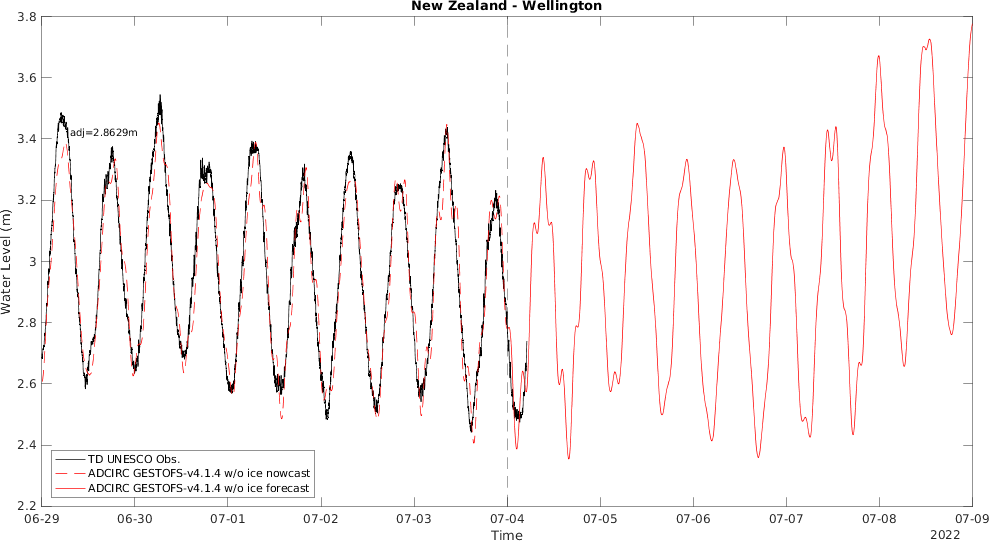 New Zealand - Wellington
3.8
3.6
3.4
3.2
3
2.8
2.6
2.4
2.2
Water Level (m)
adj=2.8629m
TD UNESCO Obs.
ADCIRC GESTOFS-v4.1.4 w/o ice nowcast
ADCIRC GESTOFS-v4.1.4 w/o ice forecast
06-29 06-30 07-01 07-02 07-03 07-04 07-05 07-06 07-07 07-08 07-09
Time
2022